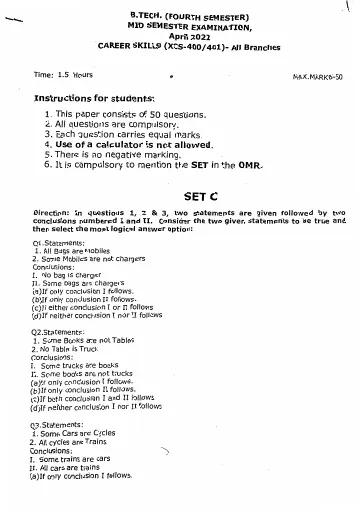 B.TECH. (FOURTH SEMESTER)
MID SEMESTER EXAMINATION,
April 2022
CAREER SKILLS (XCS-400/401)- All Branches
Time: 1.5 Hours
MAX.MARKS-50
Instructions for students:
1. This paper consists of 50 questions.
2. All questions are compulsory.
3. Each question carries equal marks.
4. Use of a calculator is not allowed.
5. There is no negative marking.
6. It is compulsory to mention the SET in the OMR.
SET C
Direction: In questions 1, 2 & 3, two statements are given followed by two
conclusions numbered I and II. Consider the two given statements to be true and
then select the most logical answer option:
Q1.Statements:
1. All Bags are Mobiles
2. Some Mobiles are not chargers
Conclusions:
I. No bag is charger
II. Some bags are chargers
(a)If only conclusion I follows.
(b)If only conclusion II follows.
(c)If either conclusion I or II follows
(d)If neither conclusion I nor II follows
Q2.Statements:
1. Some Books are not Tables
2. No Table is Truck
Conclusions:
I. Some trucks are books
II. Some books are not trucks
(a)If only conclusion I follows.
(b)If only conclusion II follows.
(c)If both conclusion I and II follows
(d)If neither conclusion I nor II follows
Q3.Statements:
1. Some Cars are Cycles
2. All cycles are Trains
Conclusions:
I. Some trains are cars
II. All cars are trains
(a)If only conclusion I follows.